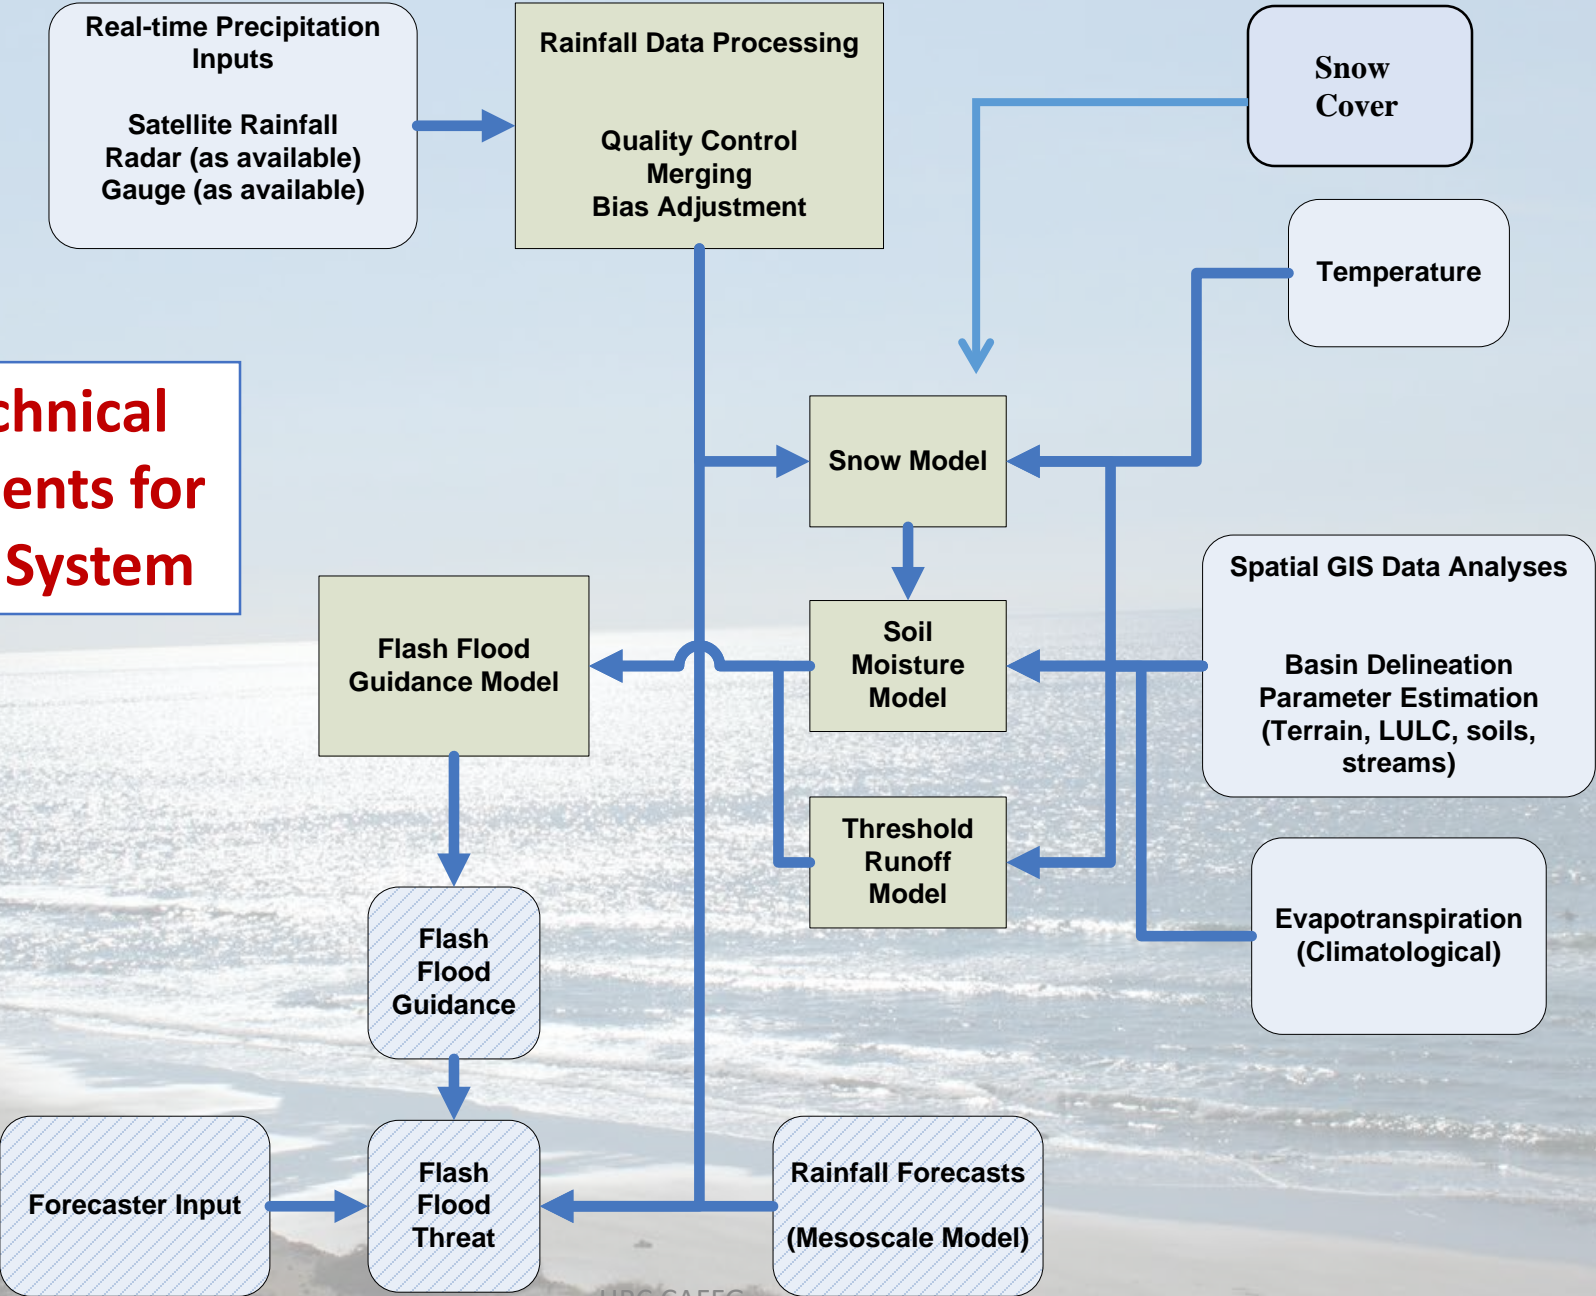 Real-time Precipitation
Inputs
Satellite Rainfall
Radar (as available)
Gauge (as available)
Rainfall Data Processing
Quality Control
Merging
Bias Adjustment
Snow
Cover
Temperature
chnical
ents for
System
Snow Model
Spatial GIS Data Analyses
Basin Delineation
Parameter Estimation
(Terrain, LULC, soils,
streams)
Flash Flood
Guidance Model
Soil
Moisture
Model
Threshold
Runoff
Model
Evapotranspiration
(Climatological)
Flash
Flood
Guidance
Forecaster Input
Flash
Flood
Threat
Rainfall Forecasts
(Mesoscale Model)